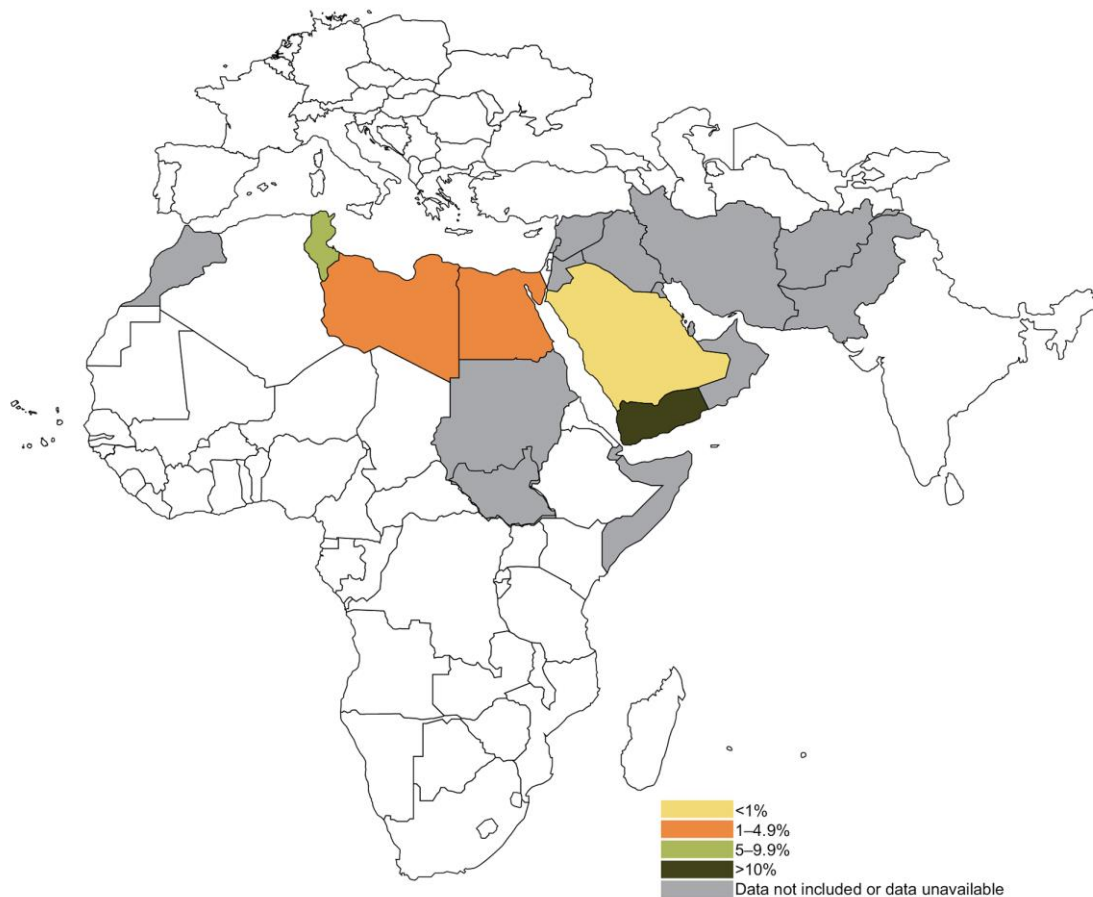 <1%
1–4.9%
5–9.9%
>10%
Data not included or data unavailable